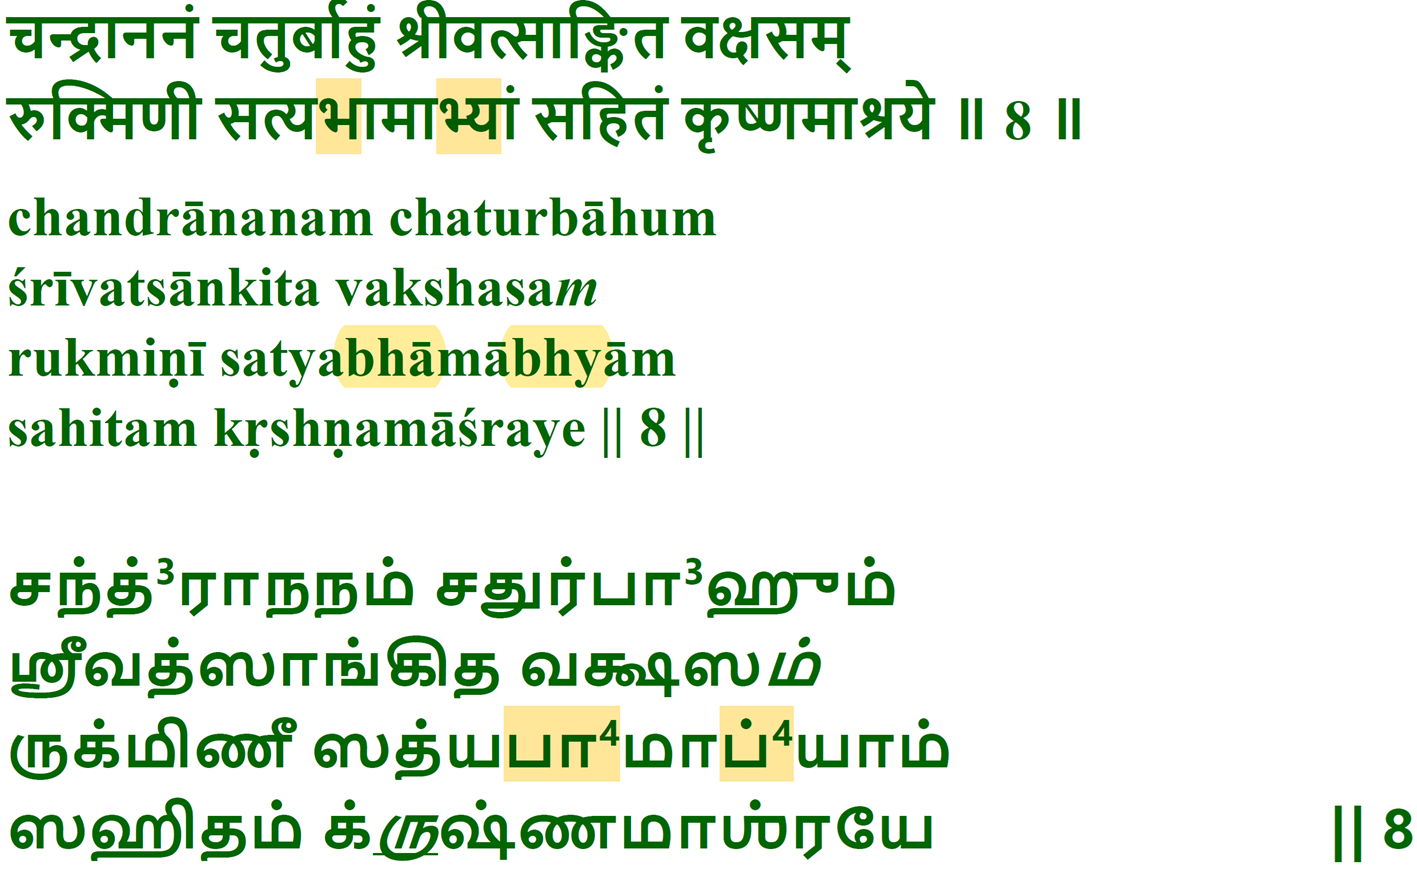 चन्द्राननं चतुर्बाहुं श्रीवत्साङ्कित वक्षसम्
रुक्मिणी सत्यभामाभ्यां सहितं कृष्णमाश्रये ॥ 8 ॥
chandrānanam chaturbāhum
śrīvatsānkita vakshasam
rukmiṇī satyabhāmābhyām
sahitam kṛshṇamāśraye || 8 ||
சந்த்³ராநநம் சதுர்பா³ஹும்
ஶ்ரீவத்ஸாங்கித வக்ஷஸம்
ருக்மிணீ ஸத்யபா⁴மாப்⁴யாம்
ஸஹிதம் க்ருஷ்ணமாஶ்ரயே || 8